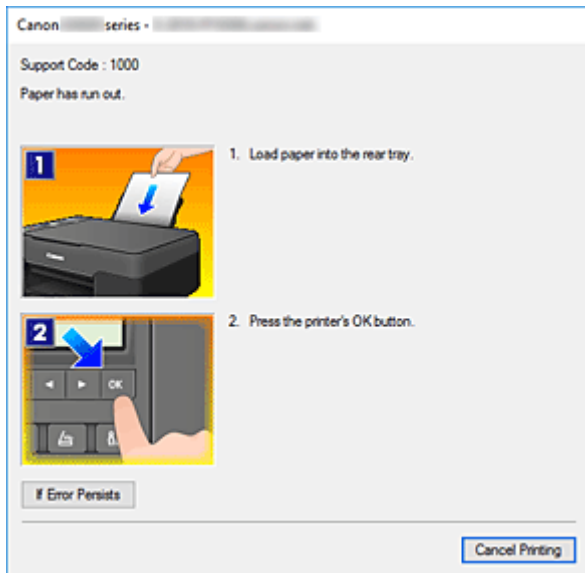 Canon series -
Support Code : 1000
Paper has run out.
1
1. Load paper into the rear tray.
Canon
2
2. Press the printer's OK button.
OK
If Error Persists
Cancel Printing